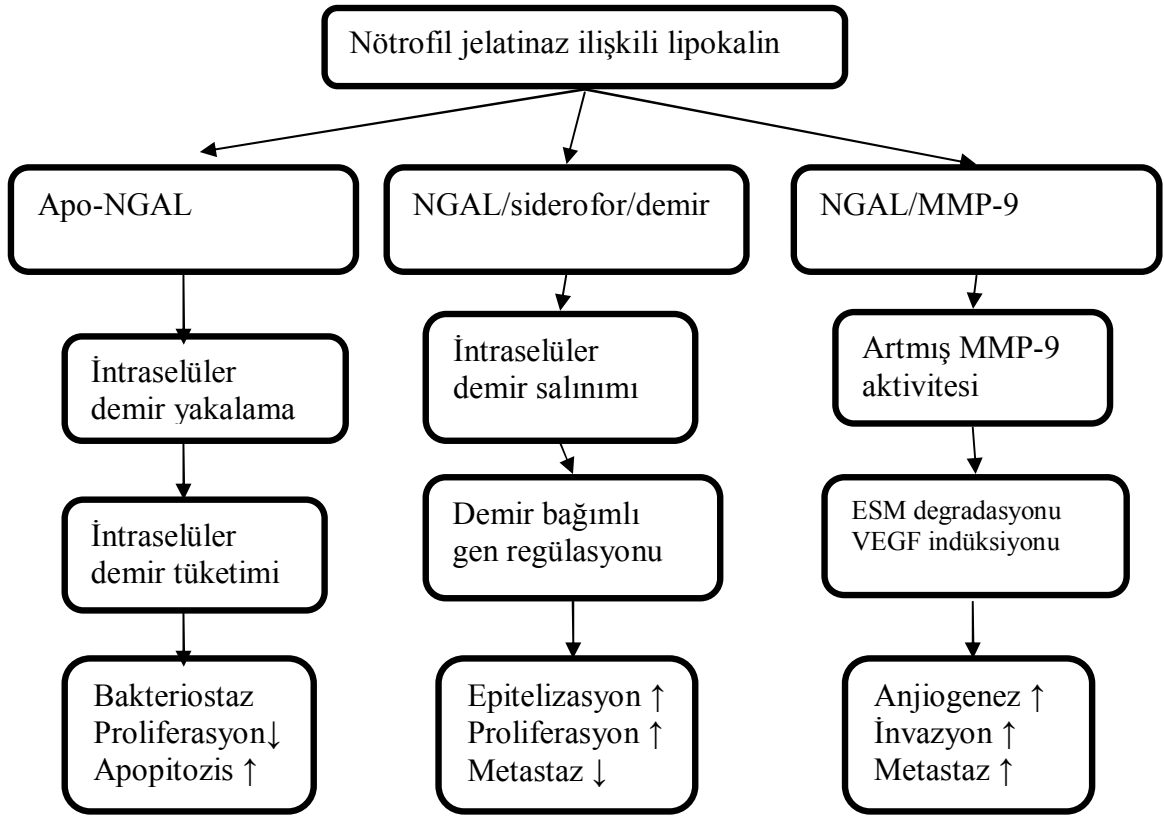 Nötrofil jelatinaz ilişkili lipokalin
Apo-NGAL
NGAL/siderofor/demir
NGAL/MMP-9
İntraselüler
demir yakalama
İntraselüler
demir salınımı
Artmış MMP-9
aktivitesi
İntraselüler
demir tüketimi
Demir bağımlı
gen regülasyonu
ESM degradasyonu
VEGF indüksiyonu
Bakteriostaz
Proliferasyon↓
Apopitozis ↑
Epitelizasyon ↑
Proliferasyon ↑
Metastaz ↓
Anjiogenez ↑
İnvazyon ↑
Metastaz ↑